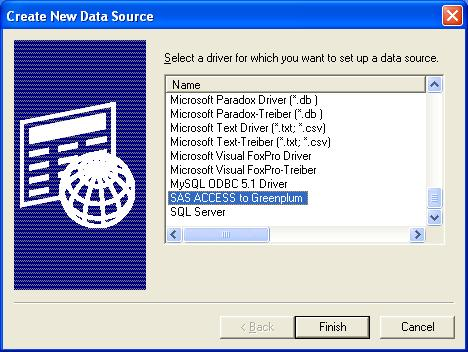 Create New Data Source
Select a driver for which you want to set up a data source.
Name
Microsoft Paradox Driver (*.db )
Microsoft Paradox-Treiber (*.db )
Microsoft Text Driver (*.txt; *.csv)
Microsoft Text-Treiber (*.txt; *.csv)
Microsoft Visual FoxPro Driver
Microsoft Visual FoxPro-Treiber
MySQL ODBC 5.1 Driver
SAS ACCESS to Greenplum
SQL Server
< Back
Finish
Cancel